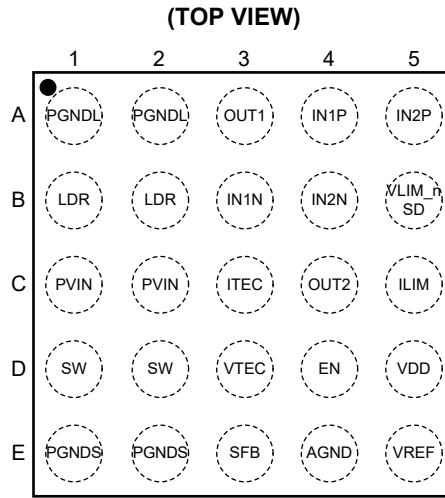 (TOP VIEW)
1 2 3 4 5
A PGNDL PGNDL OUT1 IN1P IN2P
B LDR LDR IN1N IN2N VLIM_n
SD
C PVIN PVIN ITEC OUT2 ILIM
D SW SW VTEC EN VDD
E PGNDS PGNDS SFB AGND VREF